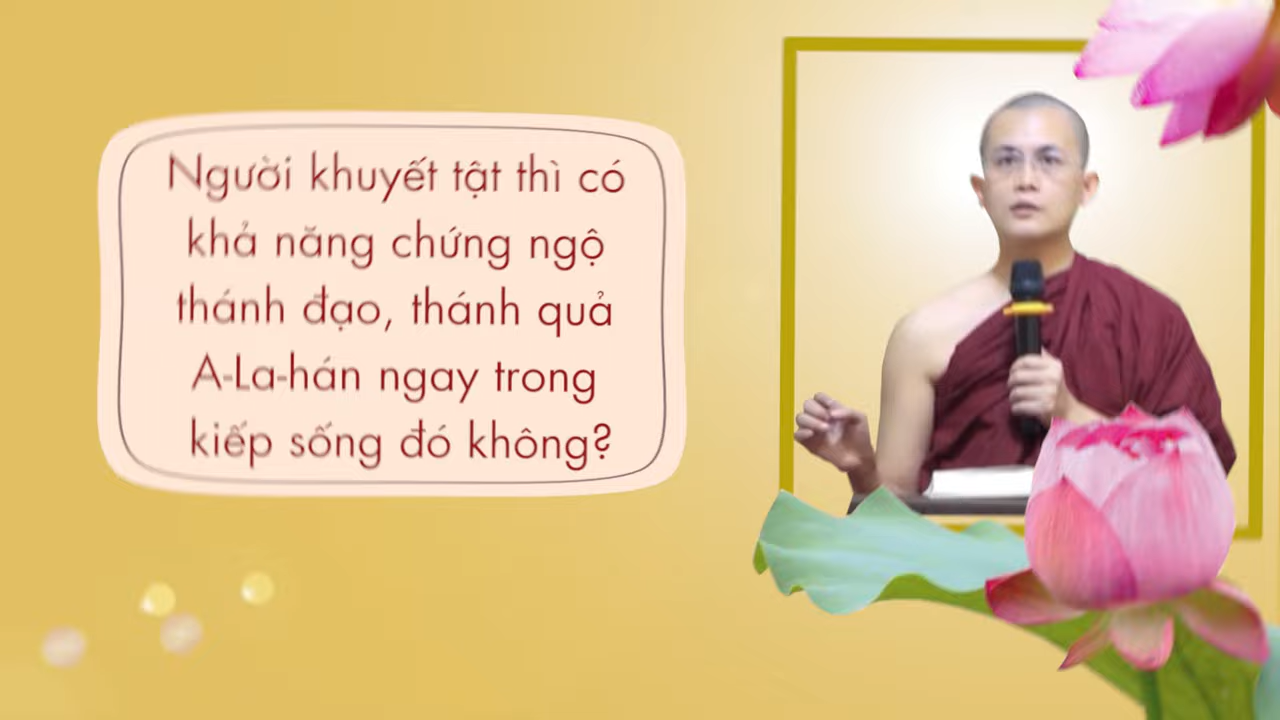 Người khuyết tật thì có
khả năng chứng ngộ
thánh đạo, thánh quả
A-La-hán ngay trong
kiếp sống đó không?